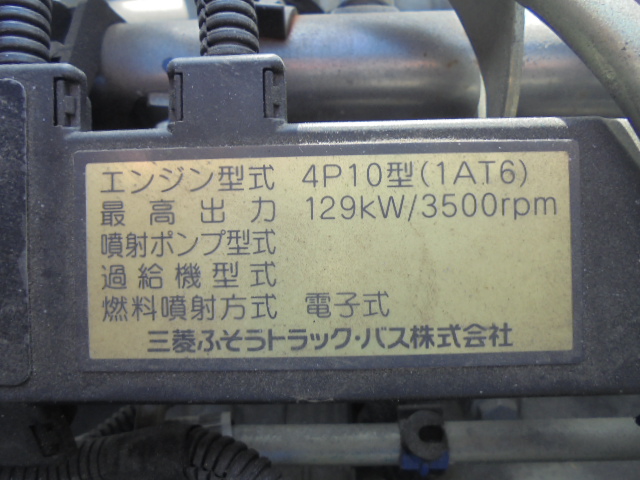 エンジン型式 4P10型(1AT6)
最高出力 129kW/3500rpm
噴射ポンプ型式
過給機型式
燃料噴射方式 電子式
三菱ふそうトラック・バス株式会社